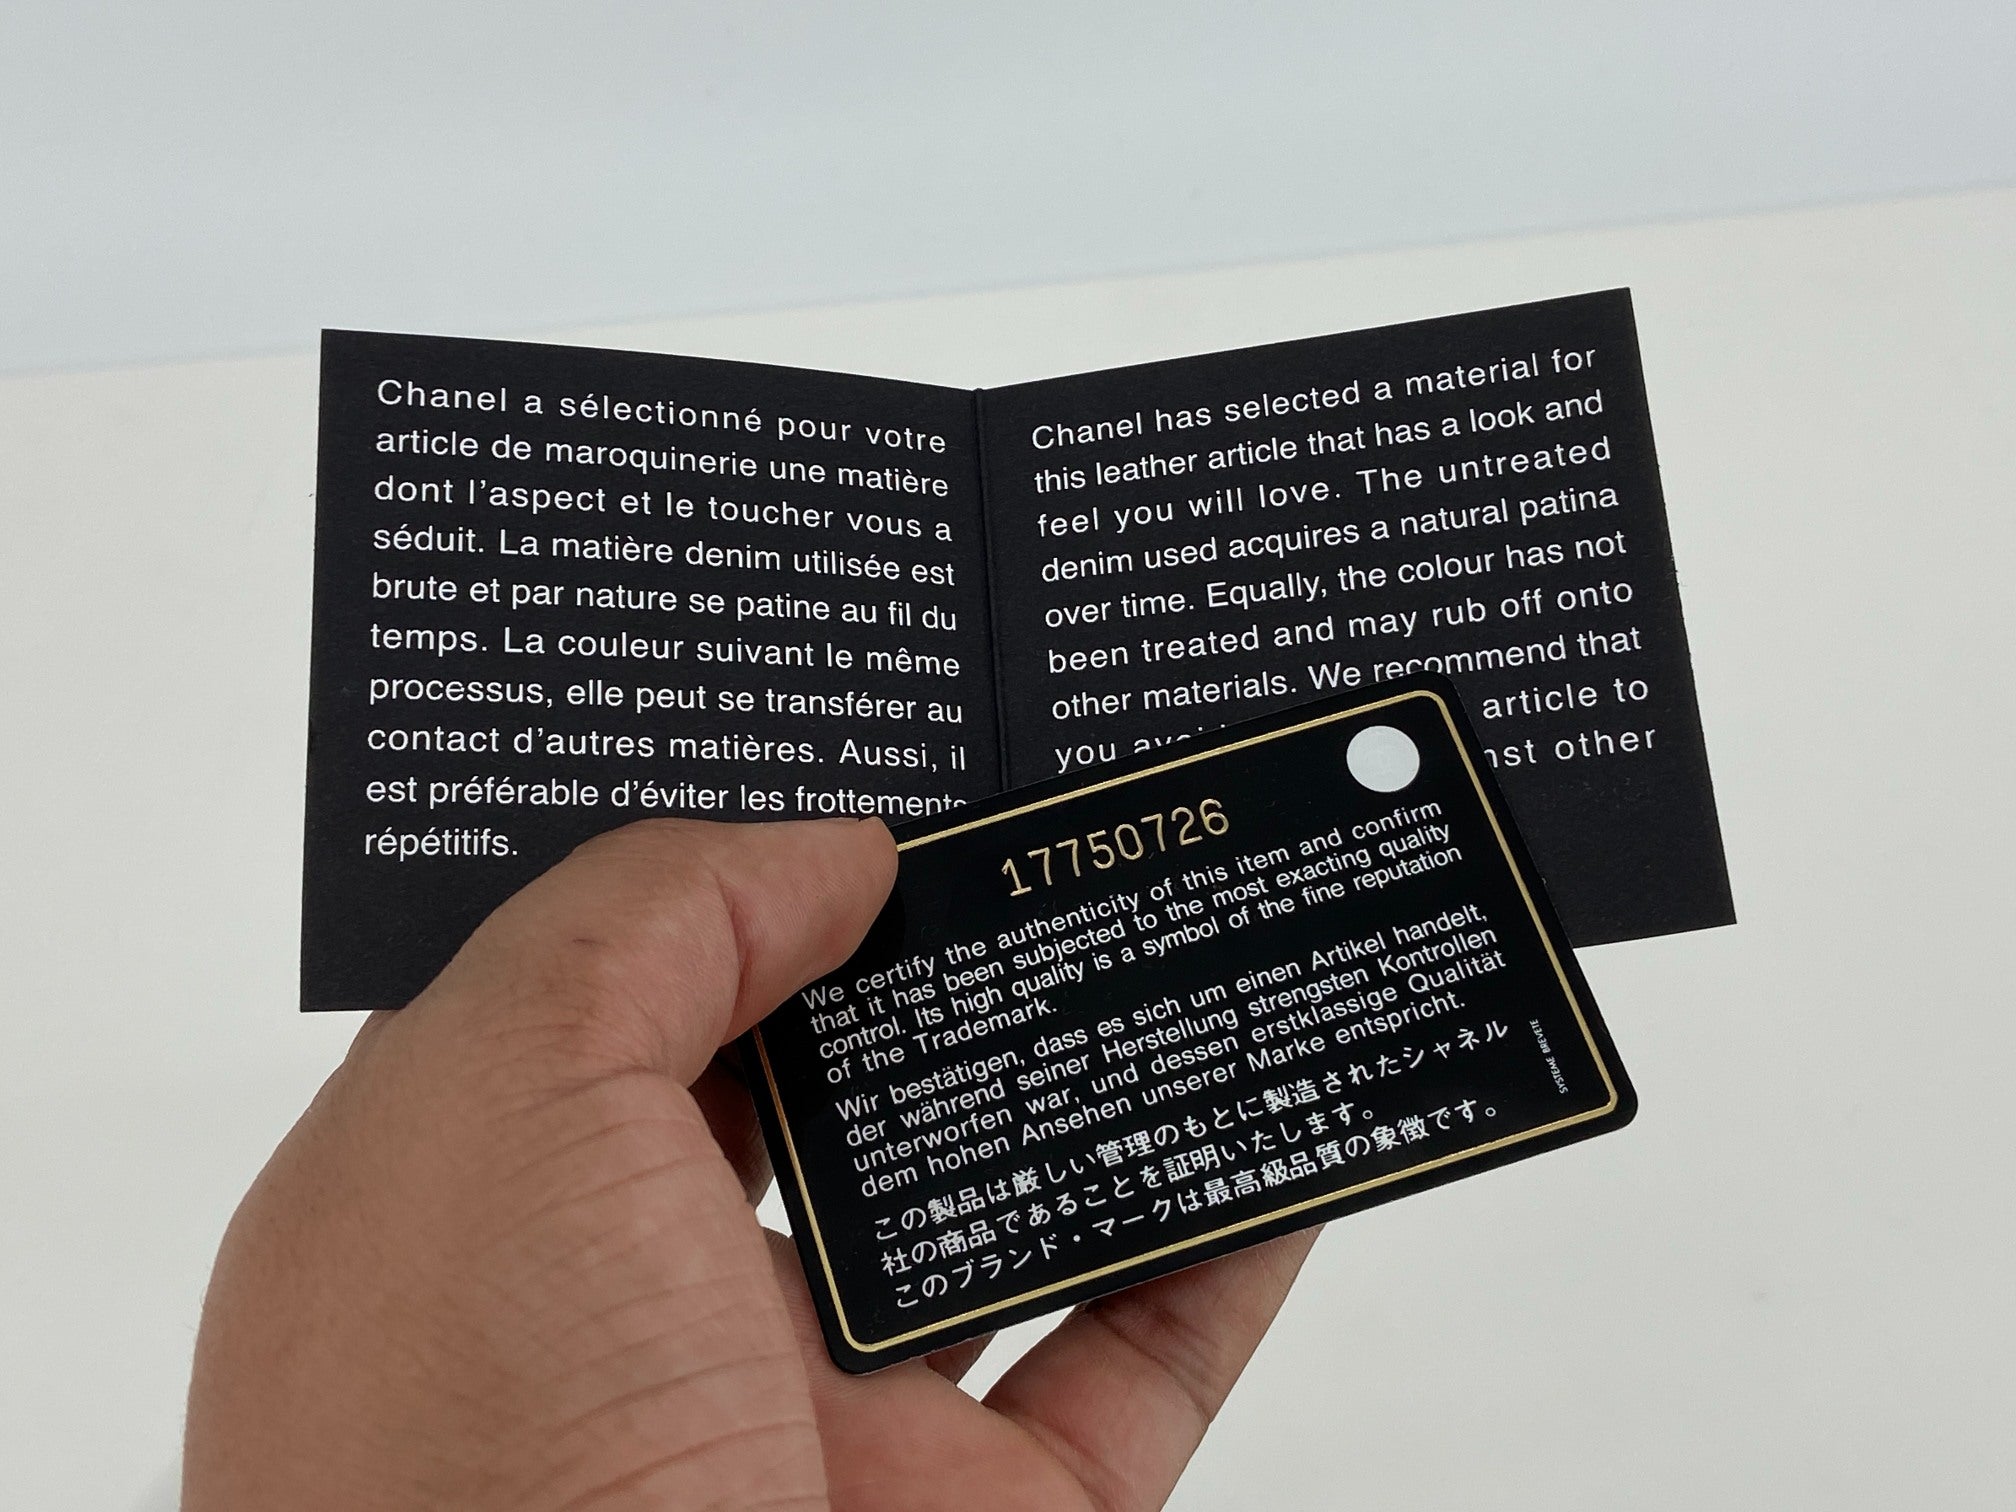 Chanel a sélectionné pour votre
article de maroquinerie une matière
dont l'aspect et le toucher vous a
séduit. La matière denim utilisée est
brute et par nature se patine au fil du
temps. La couleur suivant le même
processus, elle peut se transférer au
contact d'autres matières. Aussi, il
est préférable d'éviter les frottements
répétitifs.
Chanel has selected a material for
this leather article that has a look and
feel you will love. The untreated
denim used acquires a natural patina
over time. Equally, the colour has not
been treated and may rub off onto
other materials. We recommend that
you article to
other
17750726
We certify the authenticity of this item and confirm
that it has been subjected to the most exacting quality
control. Its high quality is a symbol of the fine reputation
of the Trademark.
Wir bestätigen, dass es sich um einen Artikel handelt,
der während seiner Herstellung strengsten Kontrollen
unterworfen war, und dessen erstklassige Qualität
dem hohen Ansehen unserer Marke entspricht.
この製品は厳しい管理のもとに製造されたシャネル
社の商品であることを証明いたします。
このブランド・マークは最高級品質の象徴です。
SYSTEME BREVETE